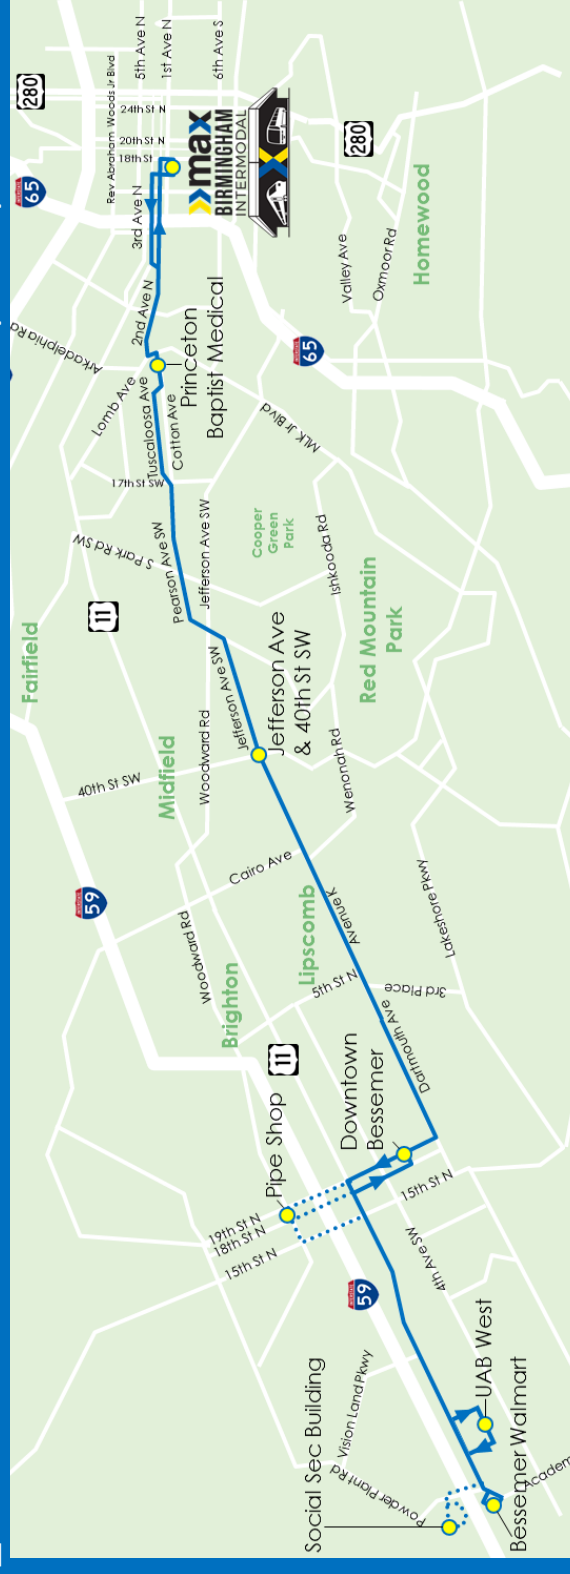 5th Ave N
1st Ave N
6th Ave S
Rev Abraham Woods Jr Blvd
24th St N
20th St N
18th St
3rd Ave N
2nd Ave N
280
65
max
BIRMINGHAM
INTERMODAL
280
Homewood
Valley Ave
Oxmoor Rd
65
Arkadelphia Rd
Lomb Ave
Tuscaloosa Ave
Cotton Ave
Princeton
Baptist Medical
MLK Jr Blvd
17th St SW
S Park Rd SW
Pearson Ave SW
Jefferson Ave SW
Cooper
Green
Park
Ishkooda Rd
Red Mountain
Park
11
Fairfield
Midfield
40th St SW
Woodward Rd
Jefferson Ave SW
Jefferson Ave
& 40th St SW
Wenonah Rd
59
Cairo Ave
Woodward Rd
Lipscomb
Avenue K
Lakeshore Pkwy
Brighton
5th St N
3rd Place
Dartmouth Ave
11
Downtown
Bessemer
Pipe Shop
19th St N
18th St N
15th St N
15th St N
4th Ave SW
59
Vision Land Pkwy
Powder Plant Rd
Social Sec Building
UAB West
Bessemer Walmart